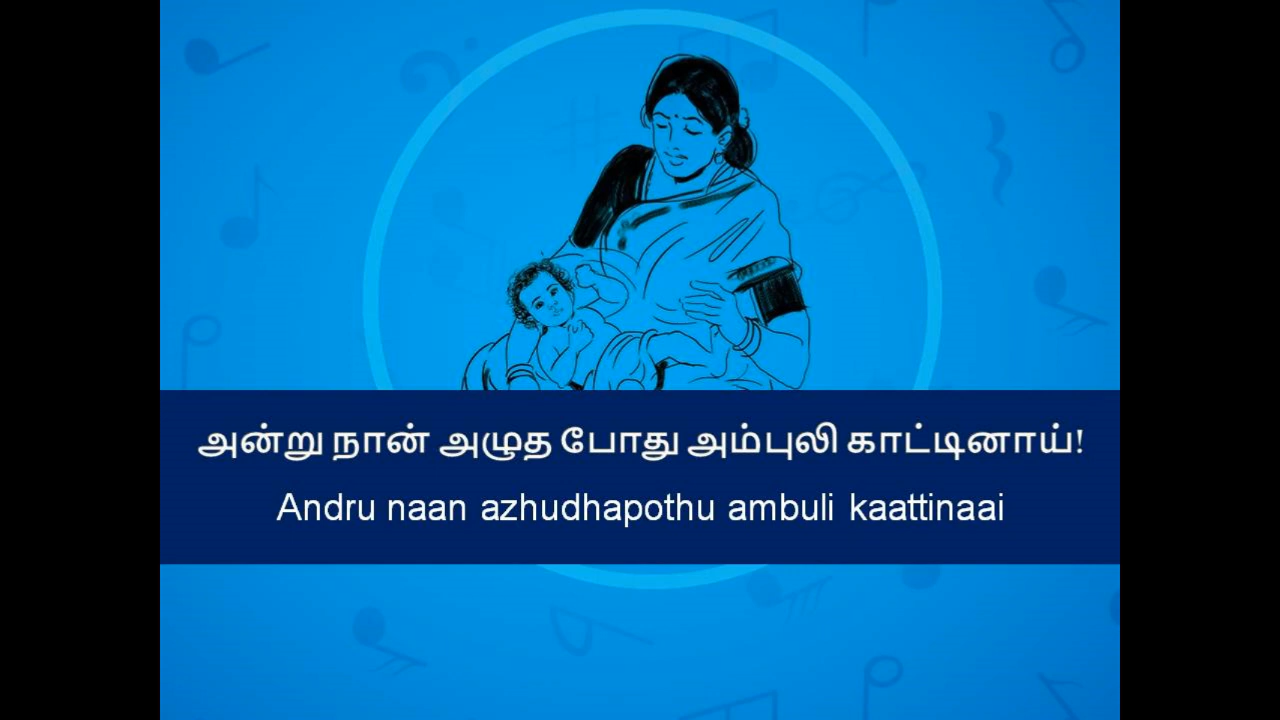 அன்று நான் அழுத போது அம்புலி காட்டினாய்!
Andru naan azhudhapothu ambuli kaattinaai